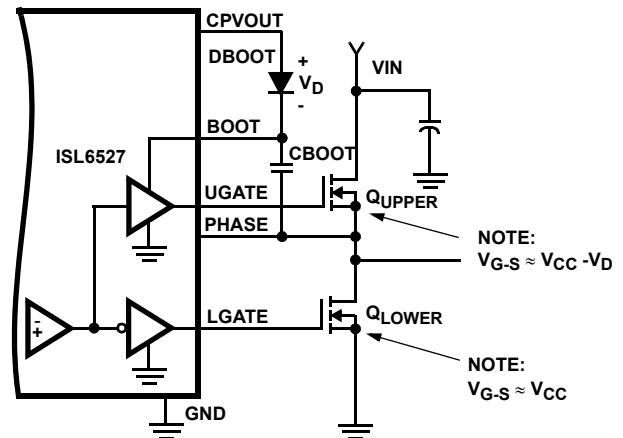 CPVOUT
DBOOT
+
VD
-
VIN
BOOT
CBOOT
ISL6527
UGATE
QUPPER
PHASE
NOTE:
VG-S ≈ VCC -VD
-
+
LGATE
QLOWER
NOTE:
VG-S ≈ VCC
GND